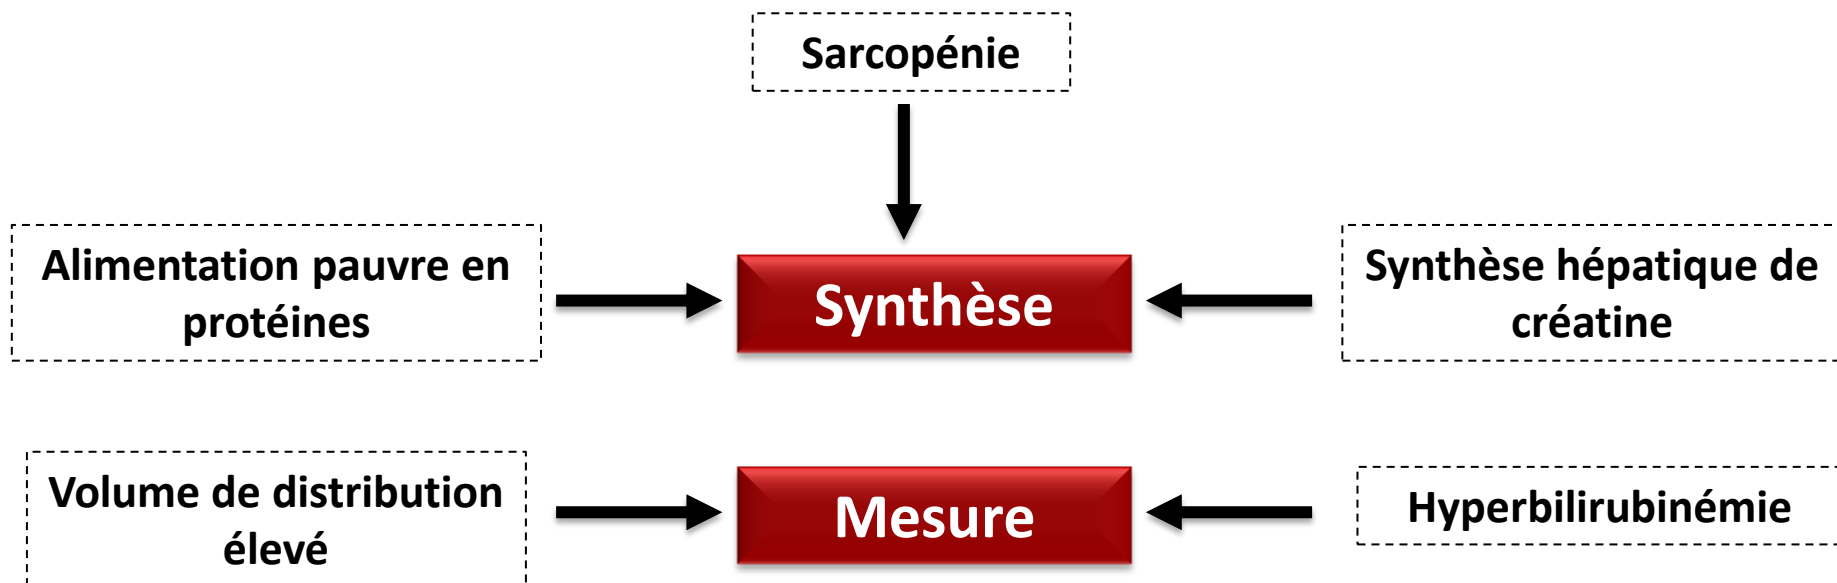 Sarcopénie
Alimentation pauvre en
protéines
Synthèse
Synthèse hépatique de
créatine
Volume de distribution
élevé
Mesure
Hyperbilirubinémie